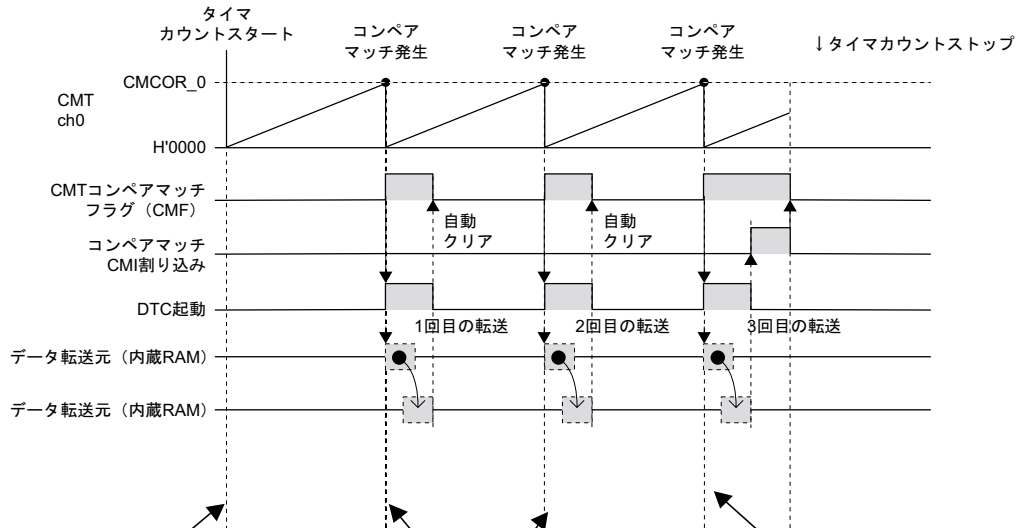 タイマ
カウントスタート
コンペア
マッチ発生
コンペア
マッチ発生
コンペア
マッチ発生
↓タイマカウントストップ
CMCOR_0
CMT
ch0
H'0000
CMTコンペアマッチ
フラグ（CMF）
自動
クリア
自動
クリア
コンペアマッチ
CMI割り込み
DTC起動
1回目の転送
2回目の転送
3回目の転送
データ転送元（内蔵RAM）
データ転送元（内蔵RAM）